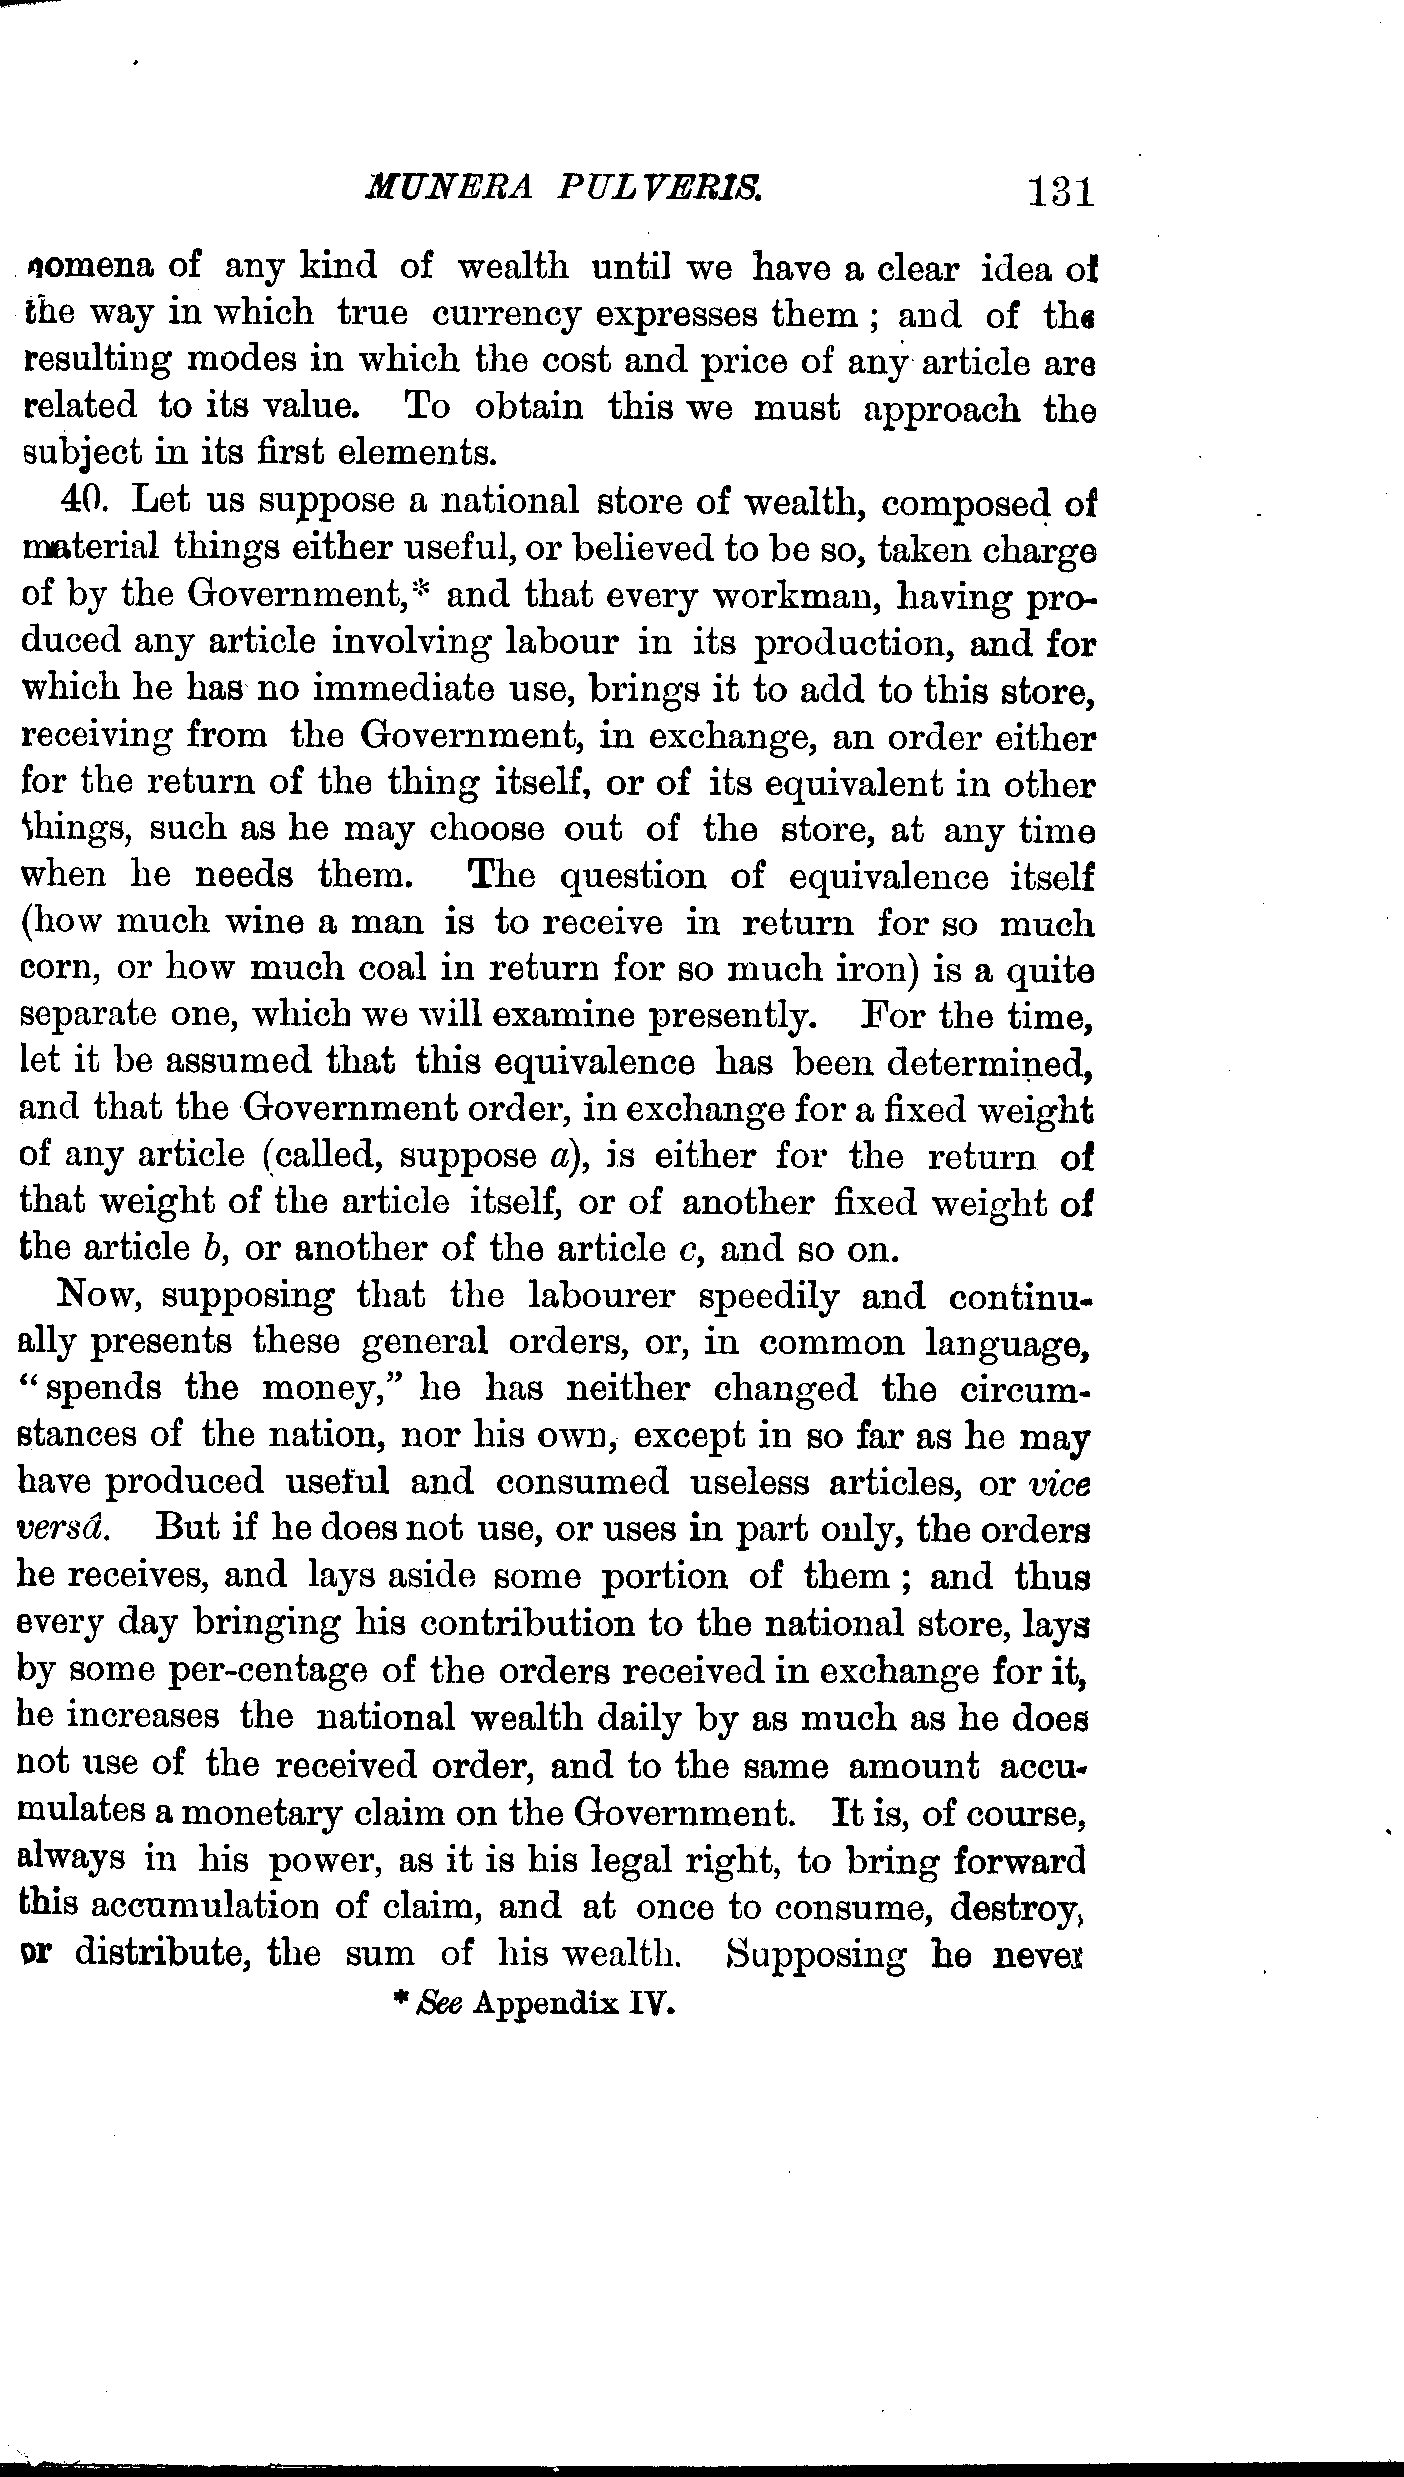 MUNERA PULVERIS. 131
nomena of any kind of wealth until we have a clear idea of
the way in which true currency expresses them ; and of the
resulting modes in which the cost and price of any article are
related to its value. To obtain this we must approach the
subject in its first elements.
40. Let us suppose a national store of wealth, composed of
material things either useful, or believed to be so, taken charge
of by the Government,* and that every workman, having pro-
duced any article involving labour in its production, and for
which he has no immediate use, brings it to add to this store,
receiving from the Government, in exchange, an order either
for the return of the thing itself, or of its equivalent in other
things, such as he may choose out of the store, at any time
when he needs them. The question of equivalence itself
(how much wine a man is to receive in return for so much
corn, or how much coal in return for so much iron) is a quite
separate one, which we will examine presently. For the time,
let it be assumed that this equivalence has been determined,
and that the Government order, in exchange for a fixed weight
of any article (called, suppose a), is either for the return of
that weight of the article itself, or of another fixed weight of
the article b, or another of the article c, and so on.
Now, supposing that the labourer speedily and continu-
ally presents these general orders, or, in common language,
“spends the money,” he has neither changed the circum-
stances of the nation, nor his own, except in so far as he may
have produced useful and consumed useless articles, or vice
versâ. But if he does not use, or uses in part only, the orders
he receives, and lays aside some portion of them ; and thus
every day bringing his contribution to the national store, lays
by some per-centage of the orders received in exchange for it,
he increases the national wealth daily by as much as he does
not use of the received order, and to the same amount accu-
mulates a monetary claim on the Government. It is, of course,
always in his power, as it is his legal right, to bring forward
this accumulation of claim, and at once to consume, destroy,
or distribute, the sum of his wealth. Supposing he never
* See Appendix IV.